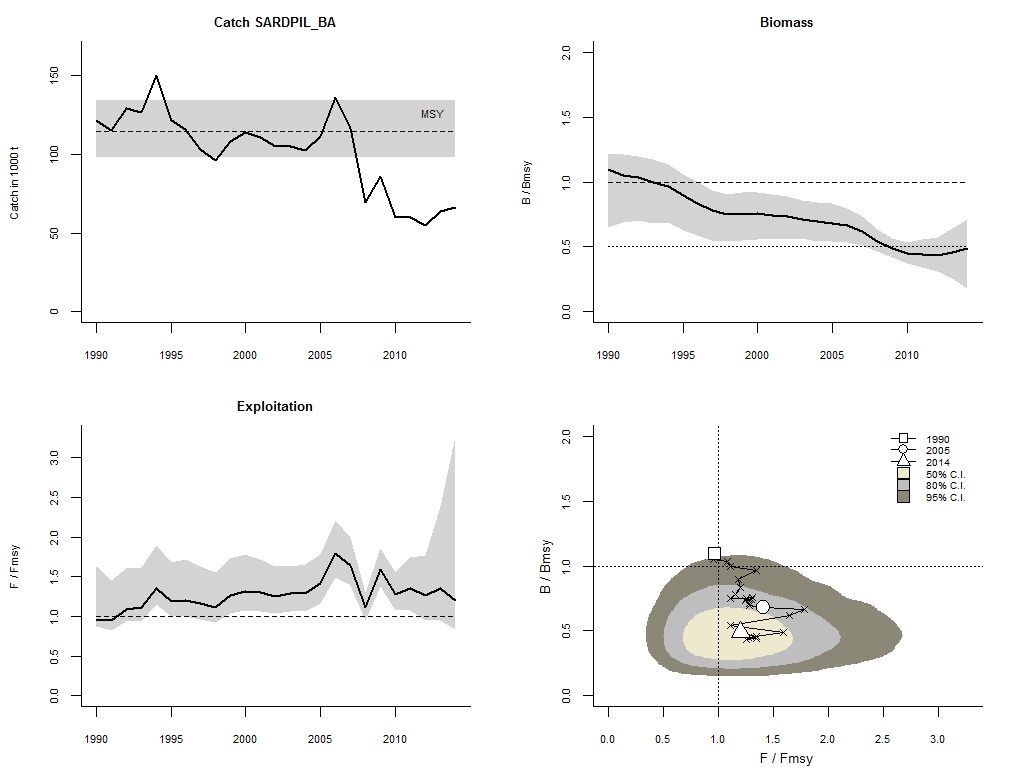 Catch SARDPIL_BA
Catch in 1000 t
150
100
50
0
MSY
1990 1995 2000 2005 2010
Biomass
B / Bmsy
2.0
1.5
1.0
0.5
0.0
1990 1995 2000 2005 2010
Exploitation
F / Fmsy
3.0
2.5
2.0
1.5
1.0
0.5
0.0
1990 1995 2000 2005 2010
B / Bmsy
2.0
1.5
1.0
0.5
0.0
1990
2005
2014
50% C.I.
80% C.I.
95% C.I.
0.0 0.5 1.0 1.5 2.0 2.5 3.0
F / Fmsy